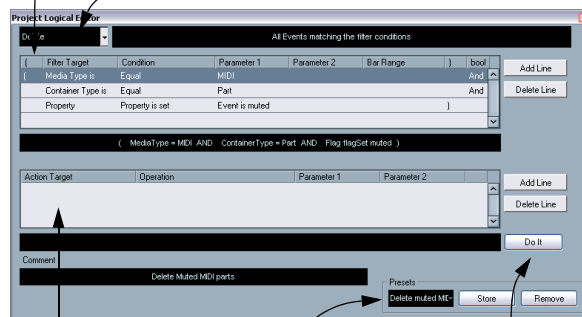 Project Logical Editor
All Events matching the filter conditions
( Filter Target Condition Parameter 1 Parameter 2 Bar Range ) bool
( Media Type is Equal MIDI And
Container Type is Equal Part And
Property Property is set Event is muted )
Add Line
Delete Line
( MediaType = MIDI AND ContainerType = Part AND Flag flagSet muted )
Action Target Operation Parameter 1 Parameter 2
Add Line
Delete Line
Do It
Comment
Delete Muted MIDI parts
Presets
Delete muted MID
Store
Remove